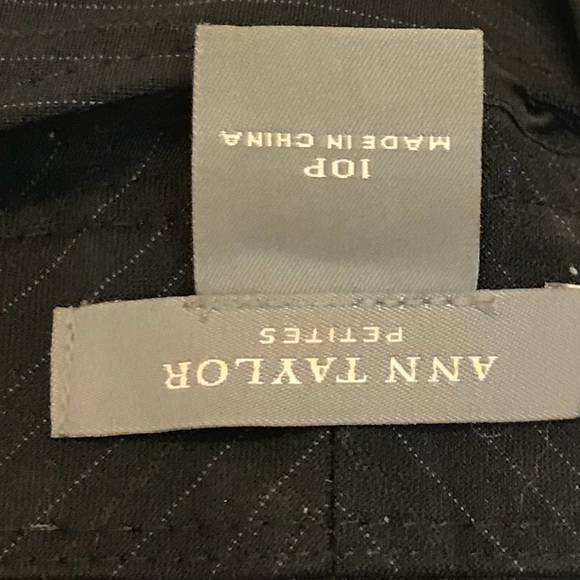 ANN TAYLOR
PETITES
10P
MADE IN CHINA